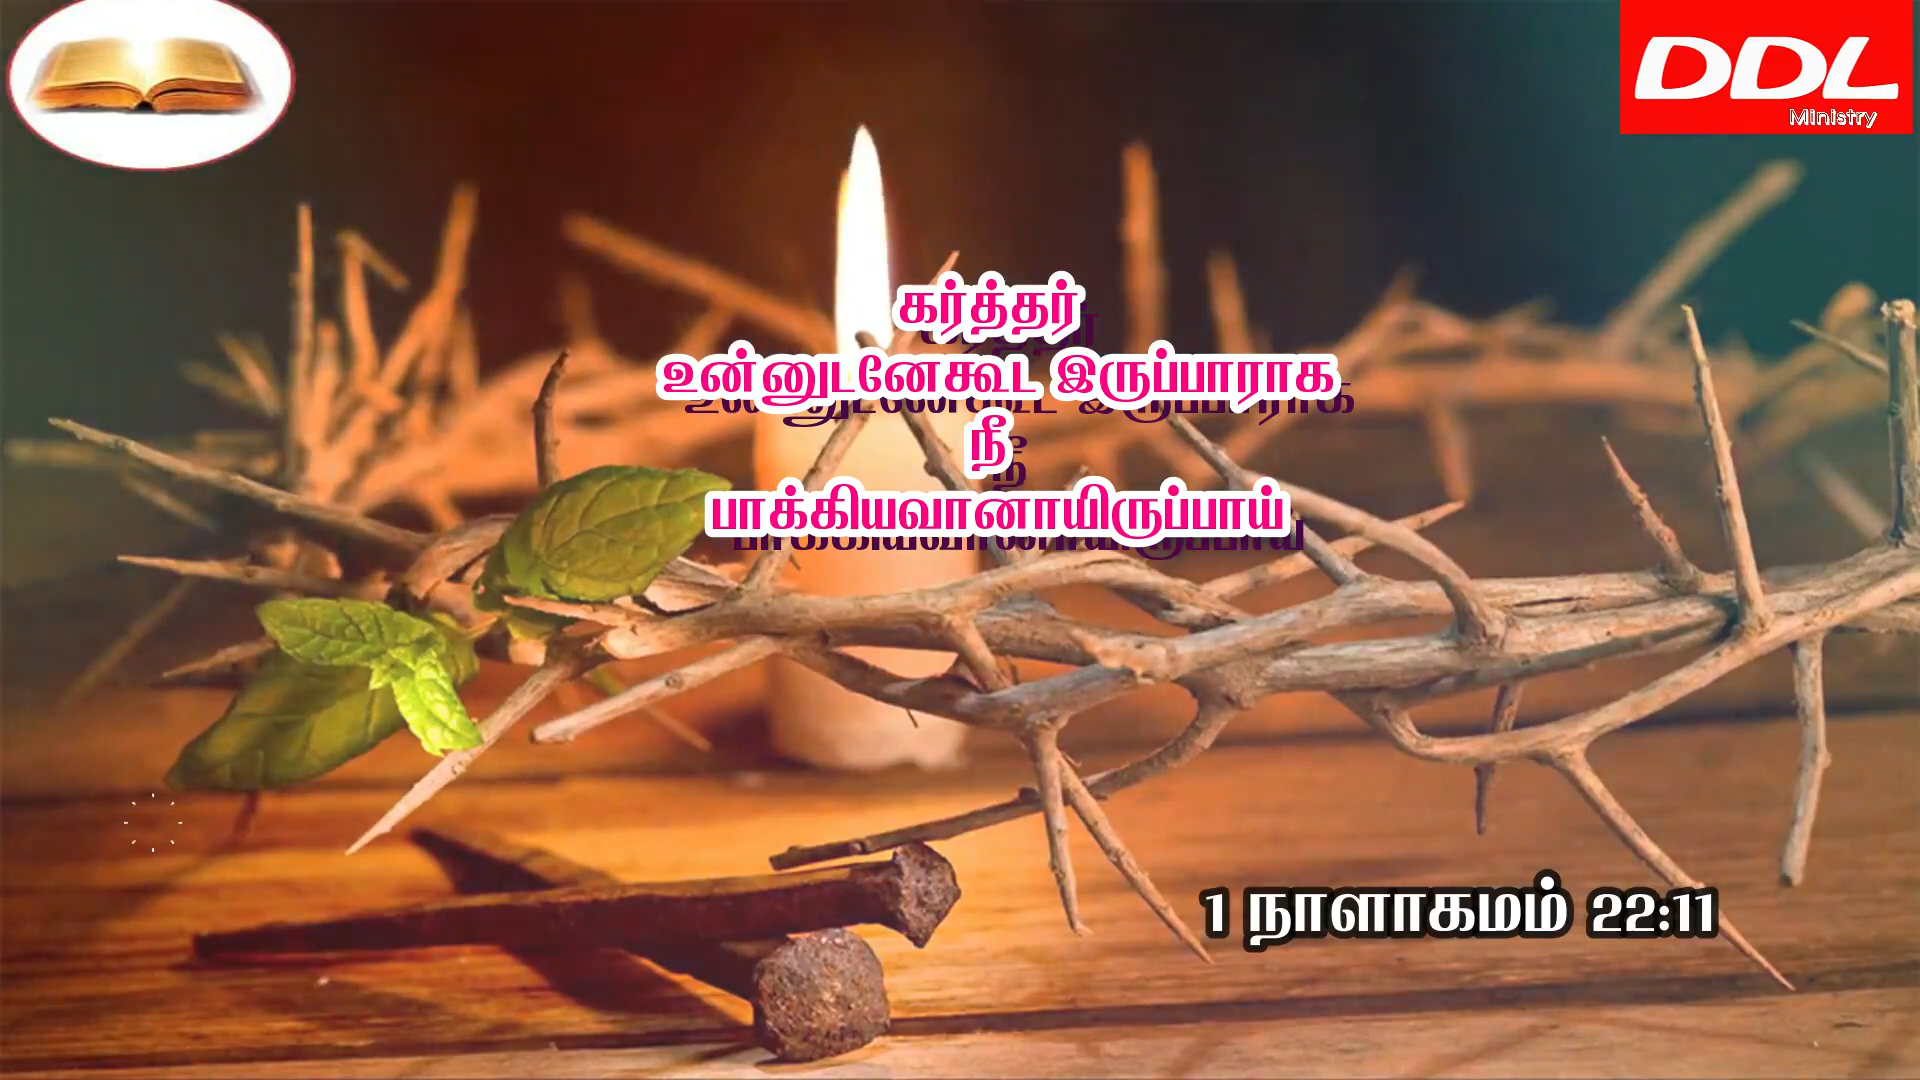 DDL
Ministry
கர்த்தர்
உன்னுடனேகூட இருப்பாராக
நீ
பாக்கியவானாயிருப்பாய்
1 நாளாகமம் 22:11